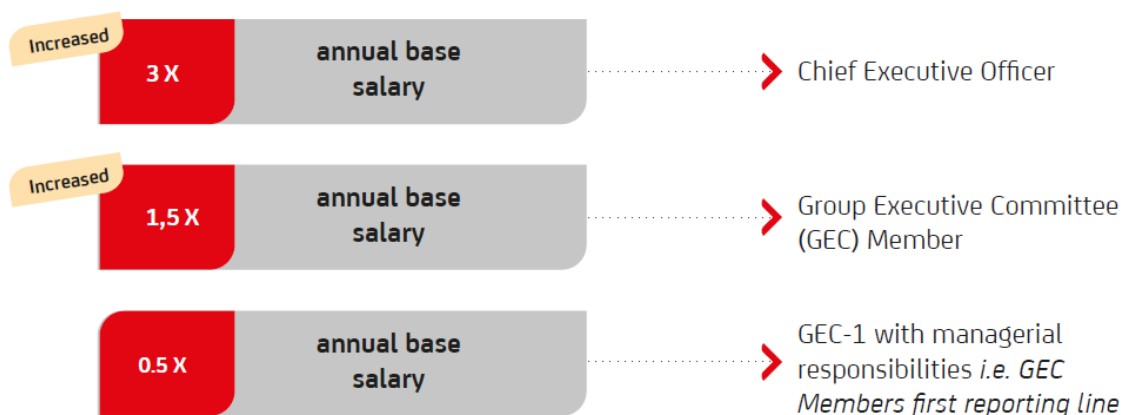 Increased
3 X
annual base
salary
Chief Executive Officer
Increased
1,5 X
annual base
salary
Group Executive Committee
(GEC) Member
0.5 X
annual base
salary
GEC-1 with managerial
responsibilities i.e. GEC
Members first reporting line